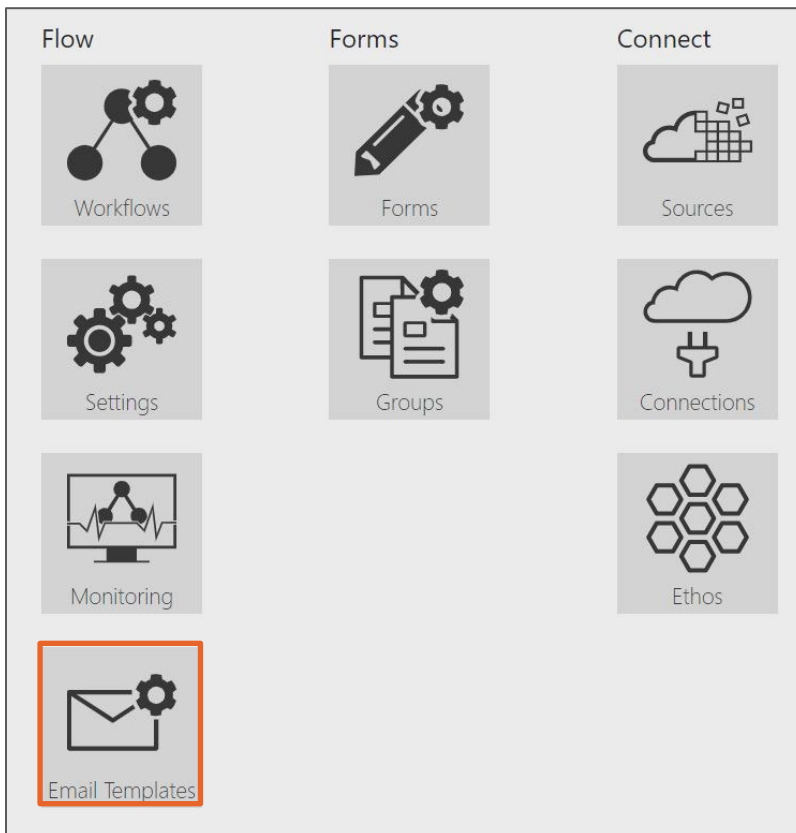 Flow
Forms
Connect
Workflows
Forms
Sources
Settings
Groups
Connections
Monitoring
Ethos
Email Templates